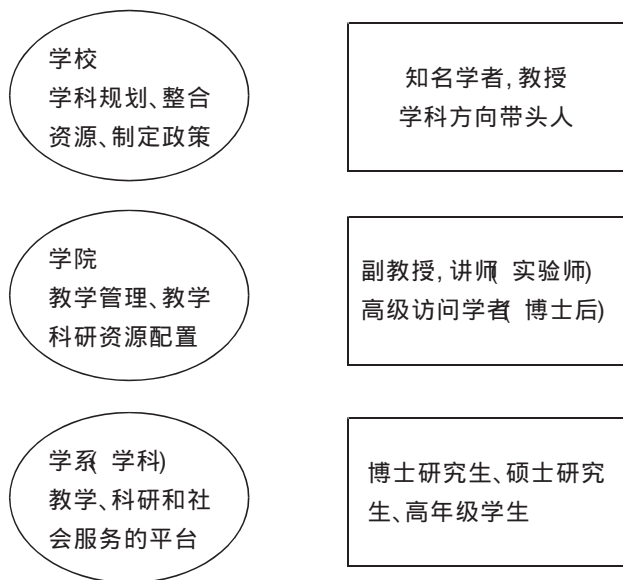 学校
学科规划、整合
资源、制定政策
知名学者,教授
学科方向带头人
学院
教学管理、教学
科研资源配置
副教授,讲师(实验师)
高级访问学者(博士后)
学系(学科)
教学、科研和社
会服务的平台
博士研究生、硕士研究
生、高年级学生